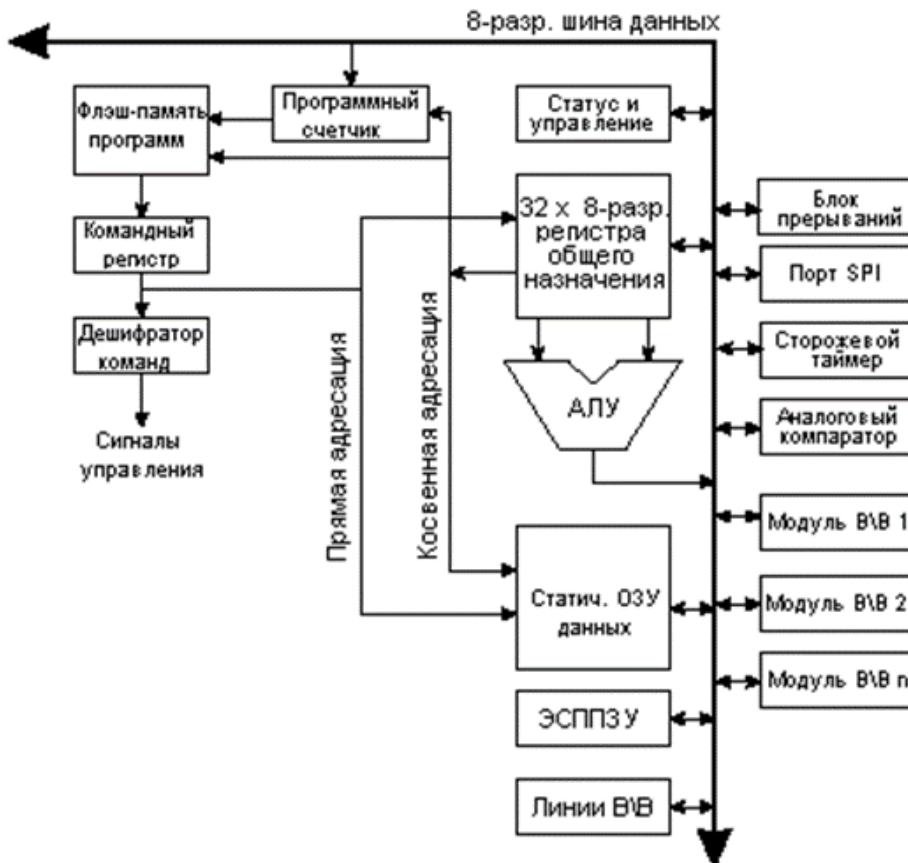 8-разр. шина данных
Флэш-память
программ
Программный
счетчик
Статус и
управление
Командный
регистр
32 x 8-разр.
регистра
общего
назначения
Блок
прерываний
Порт SPI
Дешифратор
команд
Сторожевой
таймер
АЛУ
Аналоговый
компаратор
Сигналы
управления
Прямая адресация
Косвенная адресация
Модуль В\В 1
Статич. ОЗУ
данных
Модуль В\В 2
Модуль В\В n
ЭСППЗУ
Линии В\В